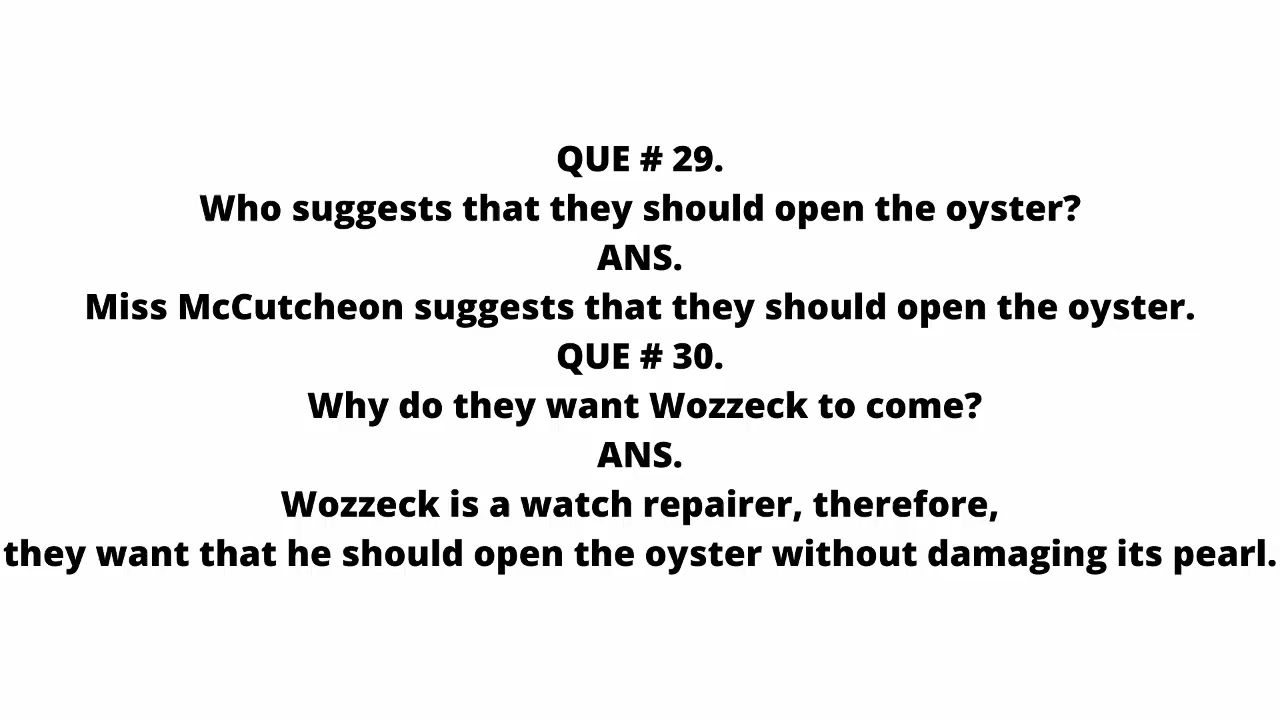 QUE # 29.
Who suggests that they should open the oyster?
ANS.
Miss McCutcheon suggests that they should open the oyster.
QUE # 30.
Why do they want Wozzeck to come?
ANS.
Wozzeck is a watch repairer, therefore,
they want that he should open the oyster without damaging its pearl.